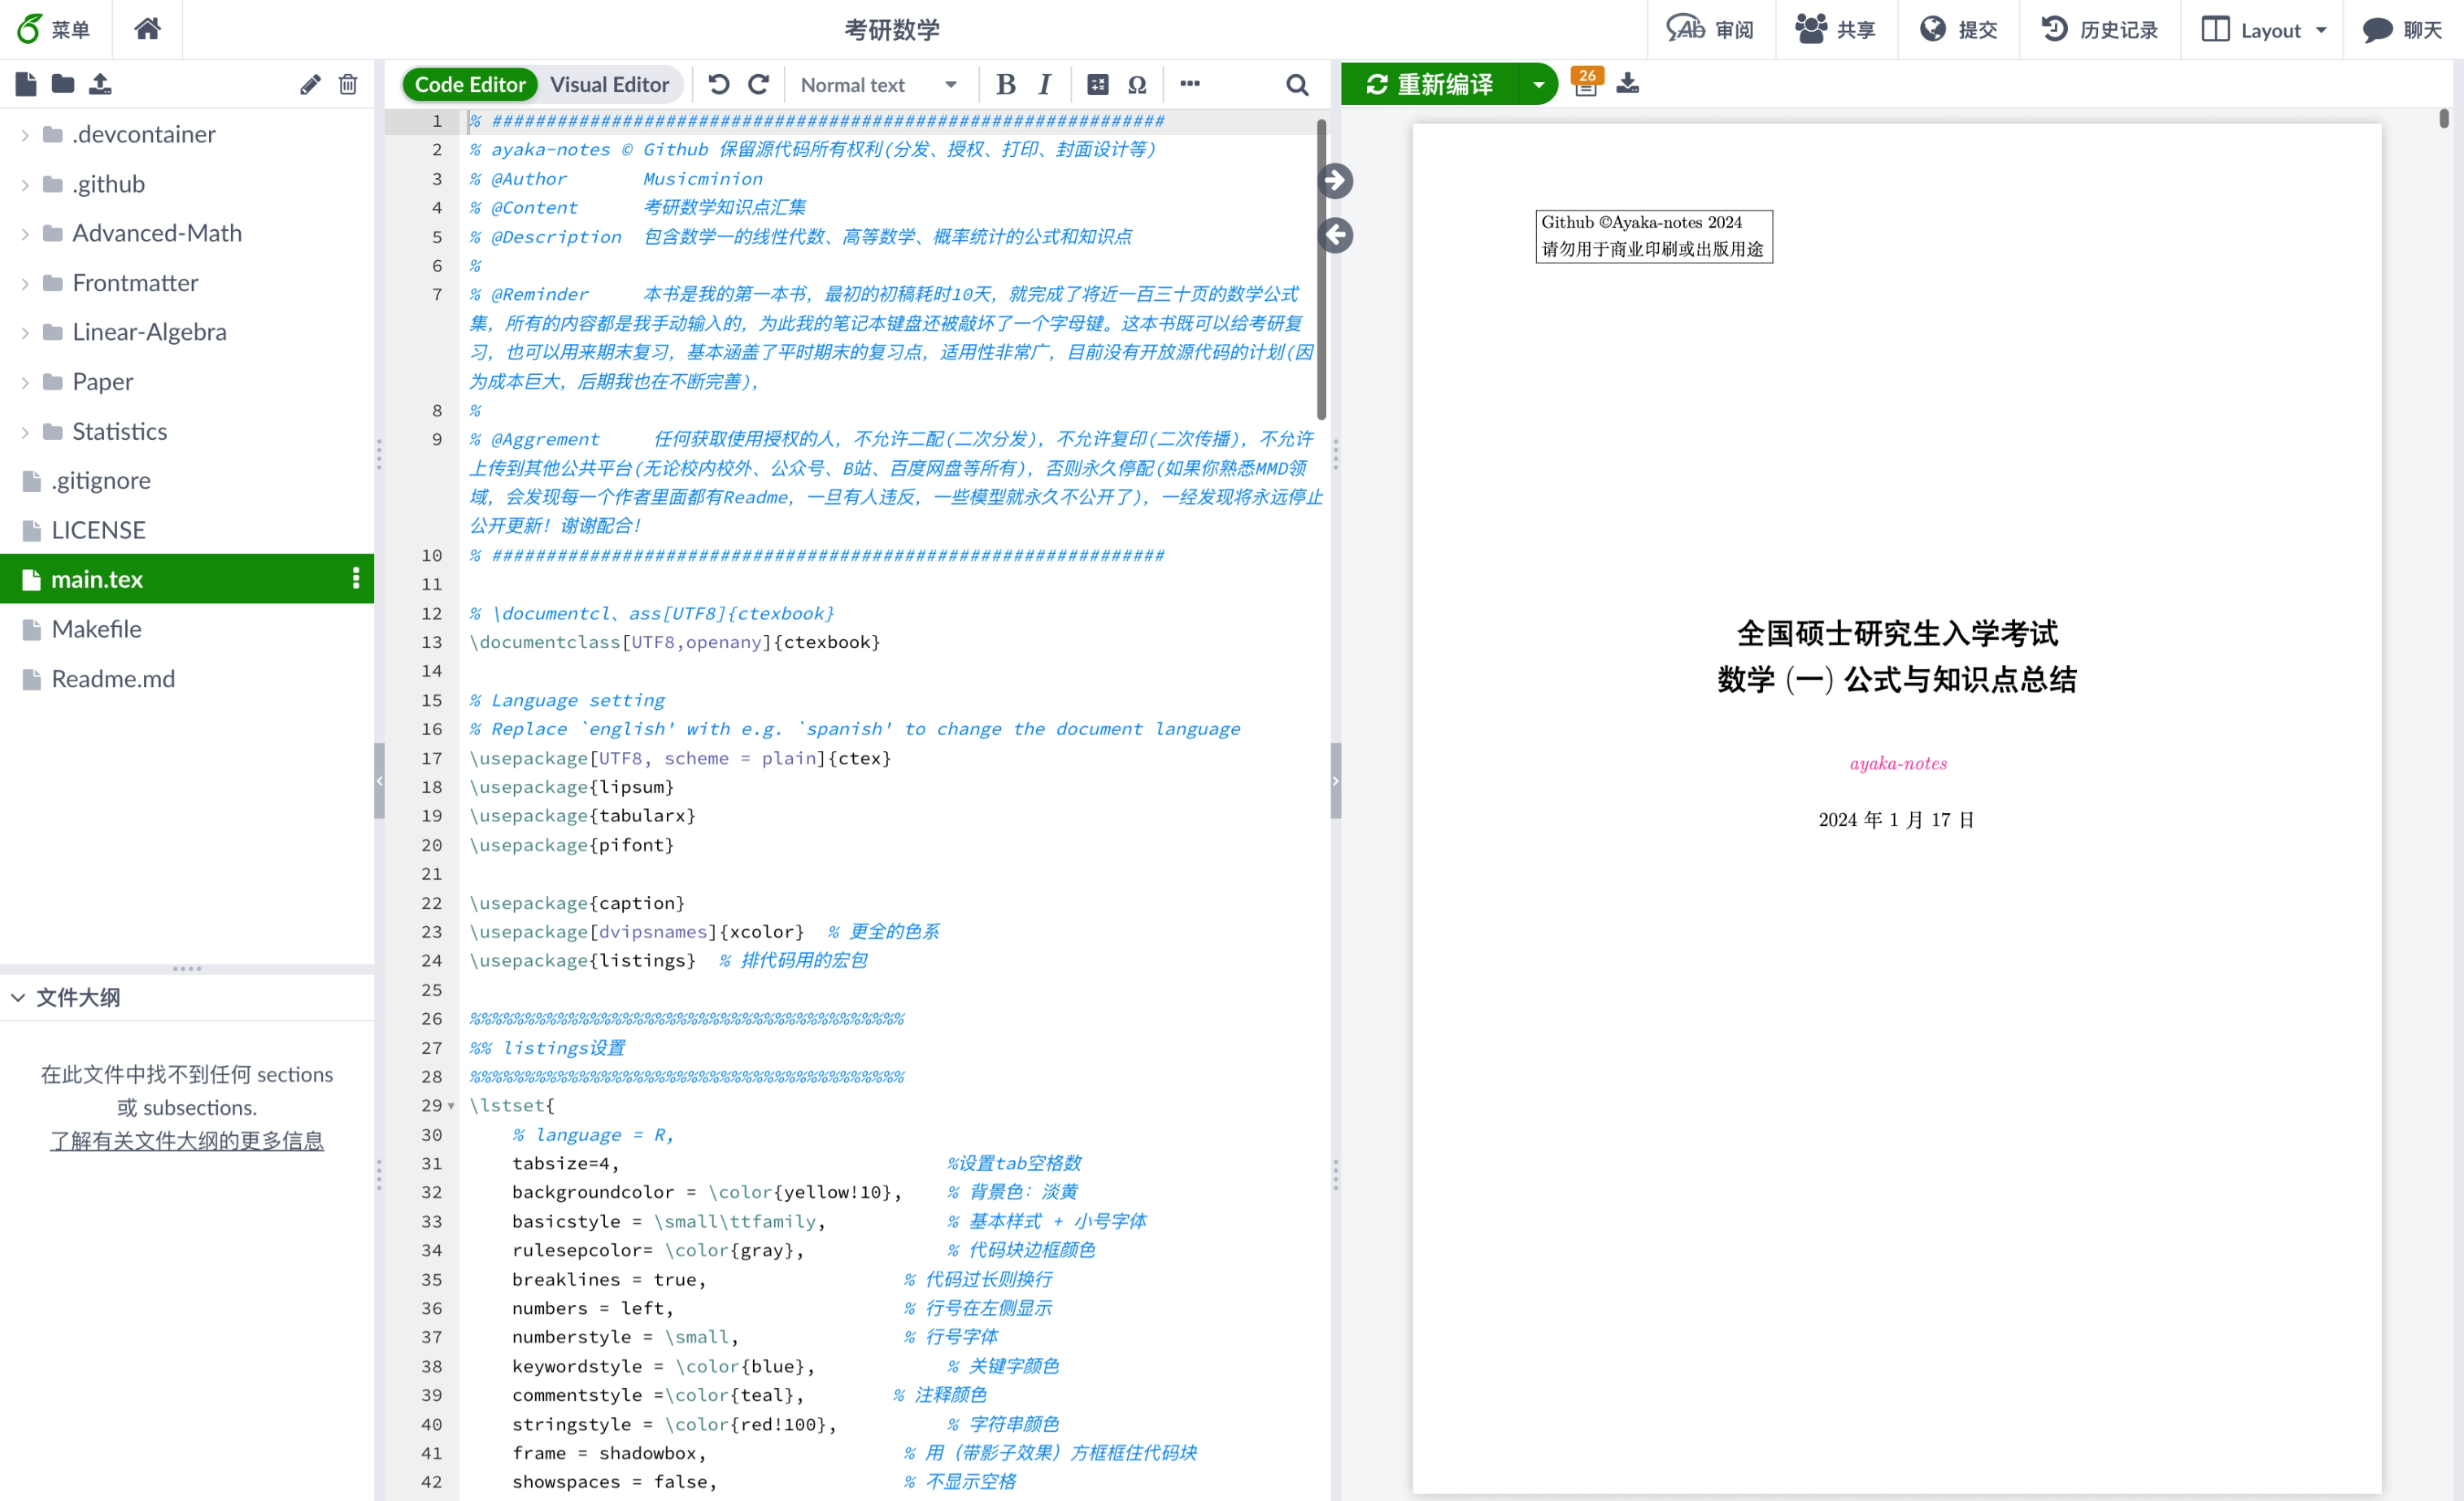 菜单
考研数学
审阅
共享
提交
历史记录
Layout
聊天
.devcontainer
.github
Advanced-Math
Frontmatter
Linear-Algebra
Paper
Statistics
.gitignore
LICENSE
main.tex
Makefile
Readme.md
文件大纲
在此文件中找不到任何 sections
或 subsections.
了解有关文件大纲的更多信息
Code Editor
Visual Editor
Normal text
B I Ω
1 % ##############################################################
2 % ayaka-notes © Github 保留源代码所有权利(分发、授权、打印、封面设计等)
3 % @Author Musicminion
4 % @Content 考研数学知识点汇集
5 % @Description 包含数学一的线性代数、高等数学、概率统计的公式和知识点
6 %
7 % @Reminder 本书是我的第一本书，最初的初稿耗时10天，就完成了将近一百三十页的数学公式
集，所有的内容都是我手动输入的，为此我的笔记本键盘还被敲坏了一个字母键。这本书既可以给考研复
习，也可以用来期末复习，基本涵盖了平时期末的复习点，适用性非常广，目前没有开放源代码的计划(因
为成本巨大，后期我也在不断完善)，
8 %
9 % @Aggrement 任何获取使用授权的人，不允许二配(二次分发)，不允许复印(二次传播)，不允许
上传到其他公共平台(无论校内校外、公众号、B站、百度网盘等所有)，否则永久停配(如果你熟悉MMD领
域，会发现每一个作者里面都有Readme，一旦有人违反，一些模型就永久不公开了)，一经发现将永远停止
公开更新！谢谢配合！
10 % ##############################################################
11
12 % \documentcl、ass[UTF8]{ctexbook}
13 \documentclass[UTF8,openany]{ctexbook}
14
15 % Language setting
16 % Replace `english' with e.g. `spanish' to change the document language
17 \usepackage[UTF8, scheme = plain]{ctex}
18 \usepackage{lipsum}
19 \usepackage{tabularx}
20 \usepackage{pifont}
21
22 \usepackage{caption}
23 \usepackage[dvipsnames]{xcolor} % 更全的色系
24 \usepackage{listings} % 排代码用的宏包
25
26 %%%%%%%%%%%%%%%%%%%%%%%%%%%%%%%%%%%%%%%%
27 %% listings设置
28 %%%%%%%%%%%%%%%%%%%%%%%%%%%%%%%%%%%%%%%%
29 \lstset{
30 % language = R,
31 tabsize=4, %设置tab空格数
32 backgroundcolor = \color{yellow!10}, % 背景色：淡黄
33 basicstyle = \small\ttfamily, % 基本样式 + 小号字体
34 rulesepcolor= \color{gray}, % 代码块边框颜色
35 breaklines = true, % 代码过长则换行
36 numbers = left, % 行号在左侧显示
37 numberstyle = \small, % 行号字体
38 keywordstyle = \color{blue}, % 关键字颜色
39 commentstyle =\color{teal}, % 注释颜色
40 stringstyle = \color{red!100}, % 字符串颜色
41 frame = shadowbox, % 用（带影子效果）方框框住代码块
42 showspaces = false, % 不显示空格
重新编译
26
Github ©Ayaka-notes 2024
请勿用于商业印刷或出版用途
全国硕士研究生入学考试
数学 (一) 公式与知识点总结
ayaka-notes
2024 年 1 月 17 日